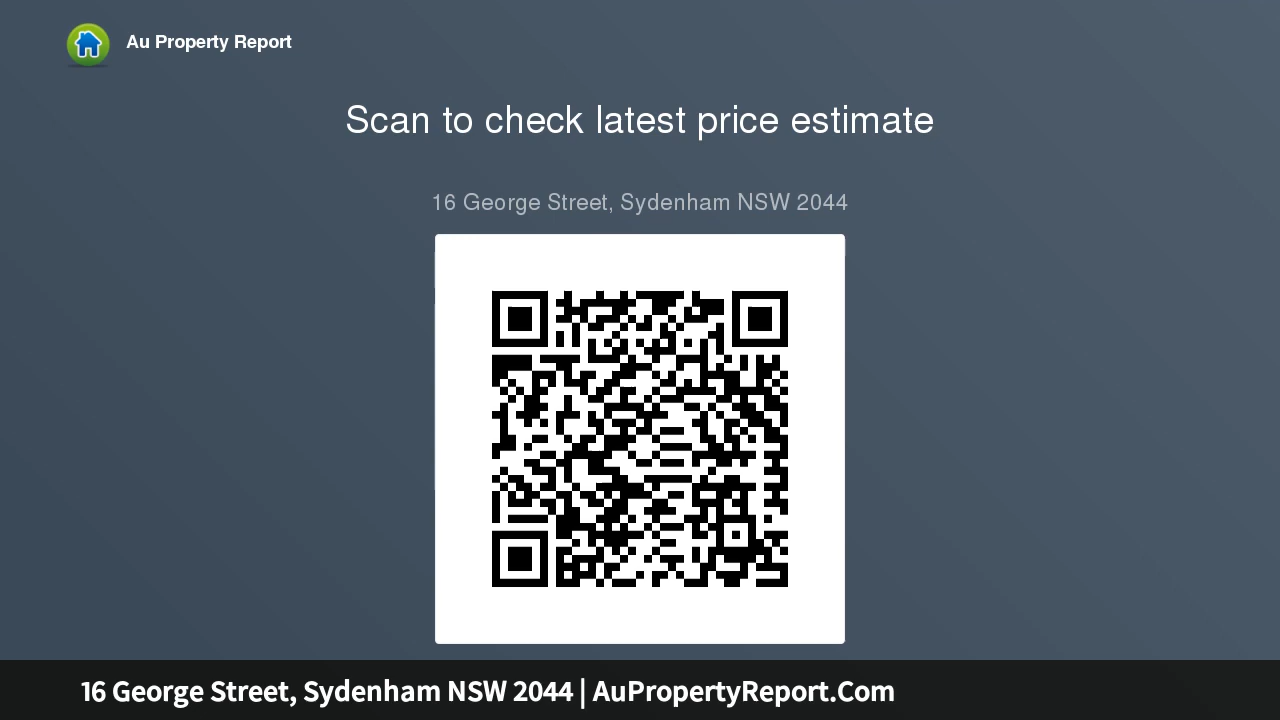 Au Property Report
Scan to check latest price estimate
16 George Street, Sydenham NSW 2044
16 George Street, Sydenham NSW 2044 | AuPropertyReport.Com